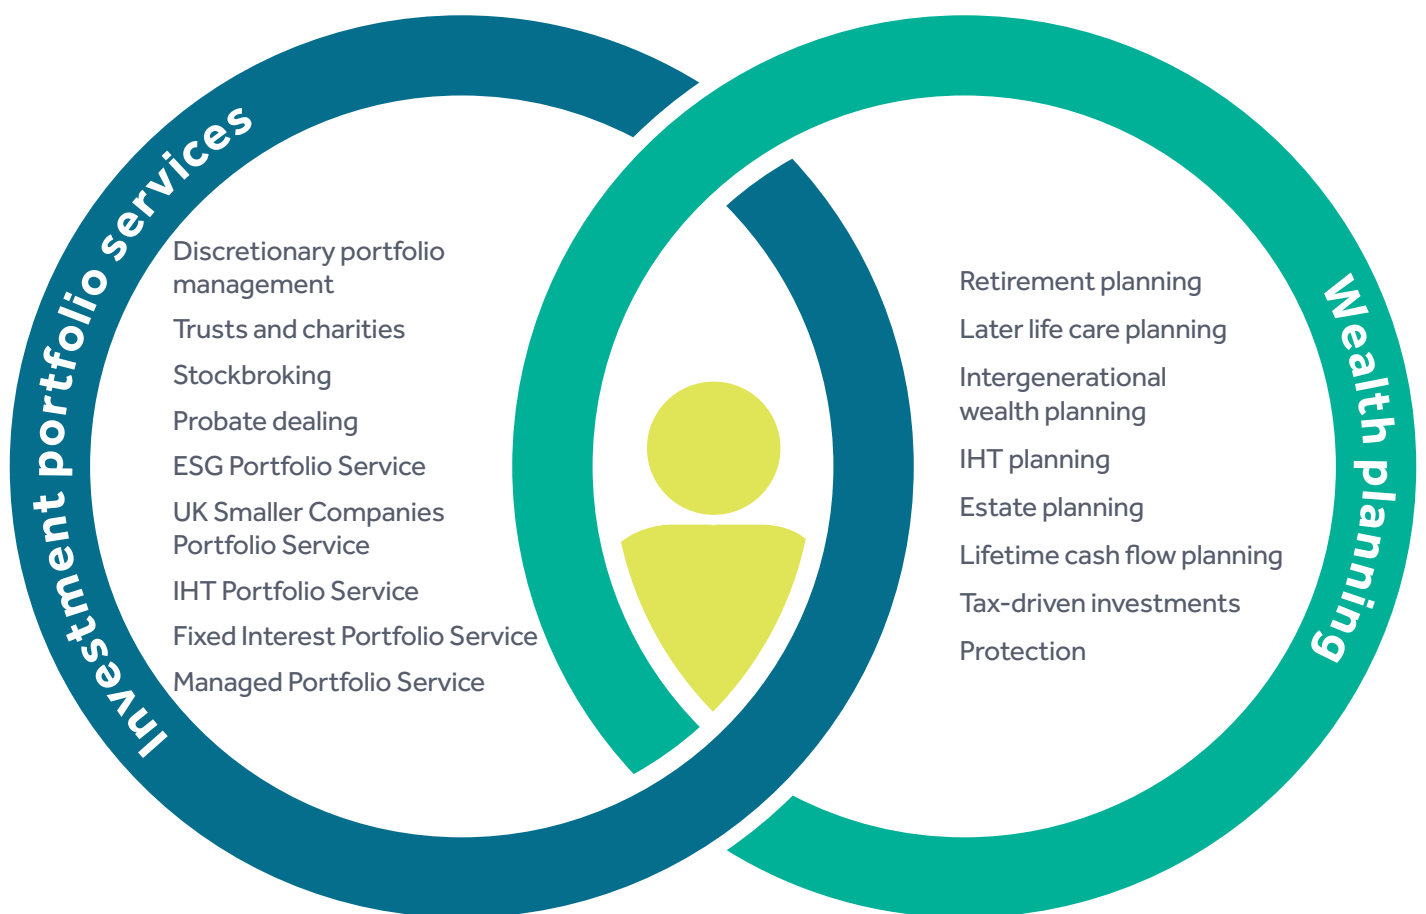 Investment portfolio services
Discretionary portfolio
management
Trusts and charities
Stockbroking
Probate dealing
ESG Portfolio Service
UK Smaller Companies
Portfolio Service
IHT Portfolio Service
Fixed Interest Portfolio Service
Managed Portfolio Service
Wealth planning
Retirement planning
Later life care planning
Intergenerational
wealth planning
IHT planning
Estate planning
Lifetime cash flow planning
Tax-driven investments
Protection